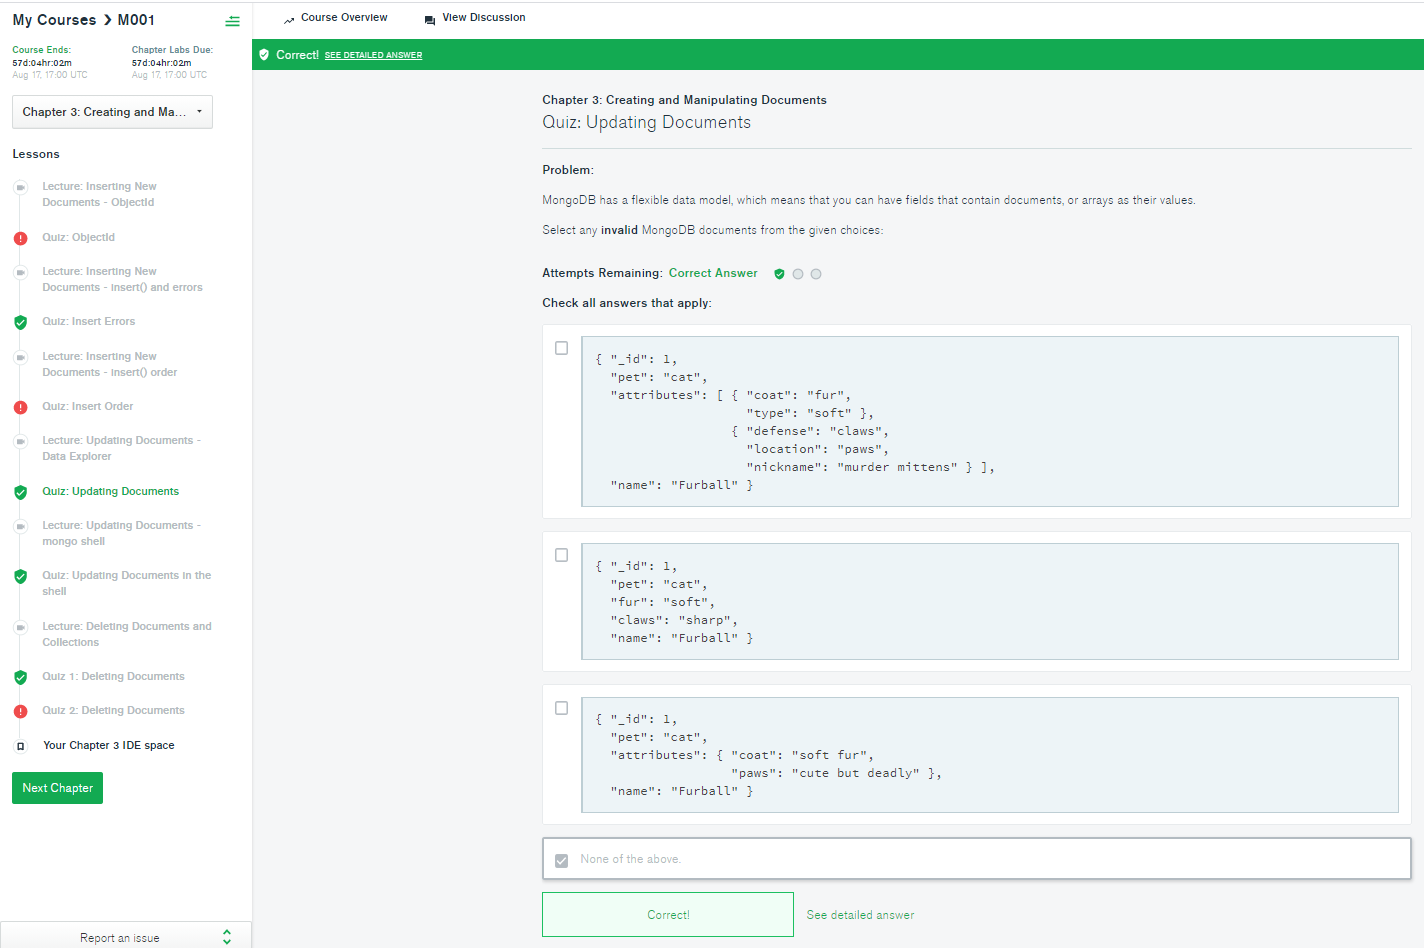 My Courses ❯ M001
Course Ends:
57d:04hr:02m
Aug 17, 17:00 UTC
Chapter Labs Due:
57d:04hr:02m
Aug 17, 17:00 UTC
Chapter 3: Creating and Ma...
Lessons
Lecture: Inserting New
Documents - ObjectId
Quiz: ObjectId
Lecture: Inserting New
Documents - insert() and errors
Quiz: Insert Errors
Lecture: Inserting New
Documents - insert() order
Quiz: Insert Order
Lecture: Updating Documents -
Data Explorer
Quiz: Updating Documents
Lecture: Updating Documents -
mongo shell
Quiz: Updating Documents in the
shell
Lecture: Deleting Documents and
Collections
Quiz 1: Deleting Documents
Quiz 2: Deleting Documents
Your Chapter 3 IDE space
Next Chapter
Report an issue
Course Overview
View Discussion
Correct! SEE DETAILED ANSWER
Chapter 3: Creating and Manipulating Documents
Quiz: Updating Documents
Problem:
MongoDB has a flexible data model, which means that you can have fields that contain documents, or arrays as their values.
Select any invalid MongoDB documents from the given choices:
Attempts Remaining: Correct Answer
Check all answers that apply:
{ "_id": 1,
"pet": "cat",
"attributes": [ { "coat": "fur",
"type": "soft" },
{ "defense": "claws",
"location": "paws",
"nickname": "murder mittens" } ],
"name": "Furball" }
{ "_id": 1,
"pet": "cat",
"fur": "soft",
"claws": "sharp",
"name": "Furball" }
{ "_id": 1,
"pet": "cat",
"attributes": { "coat": "soft fur",
"paws": "cute but deadly" },
"name": "Furball" }
None of the above.
Correct!
See detailed answer